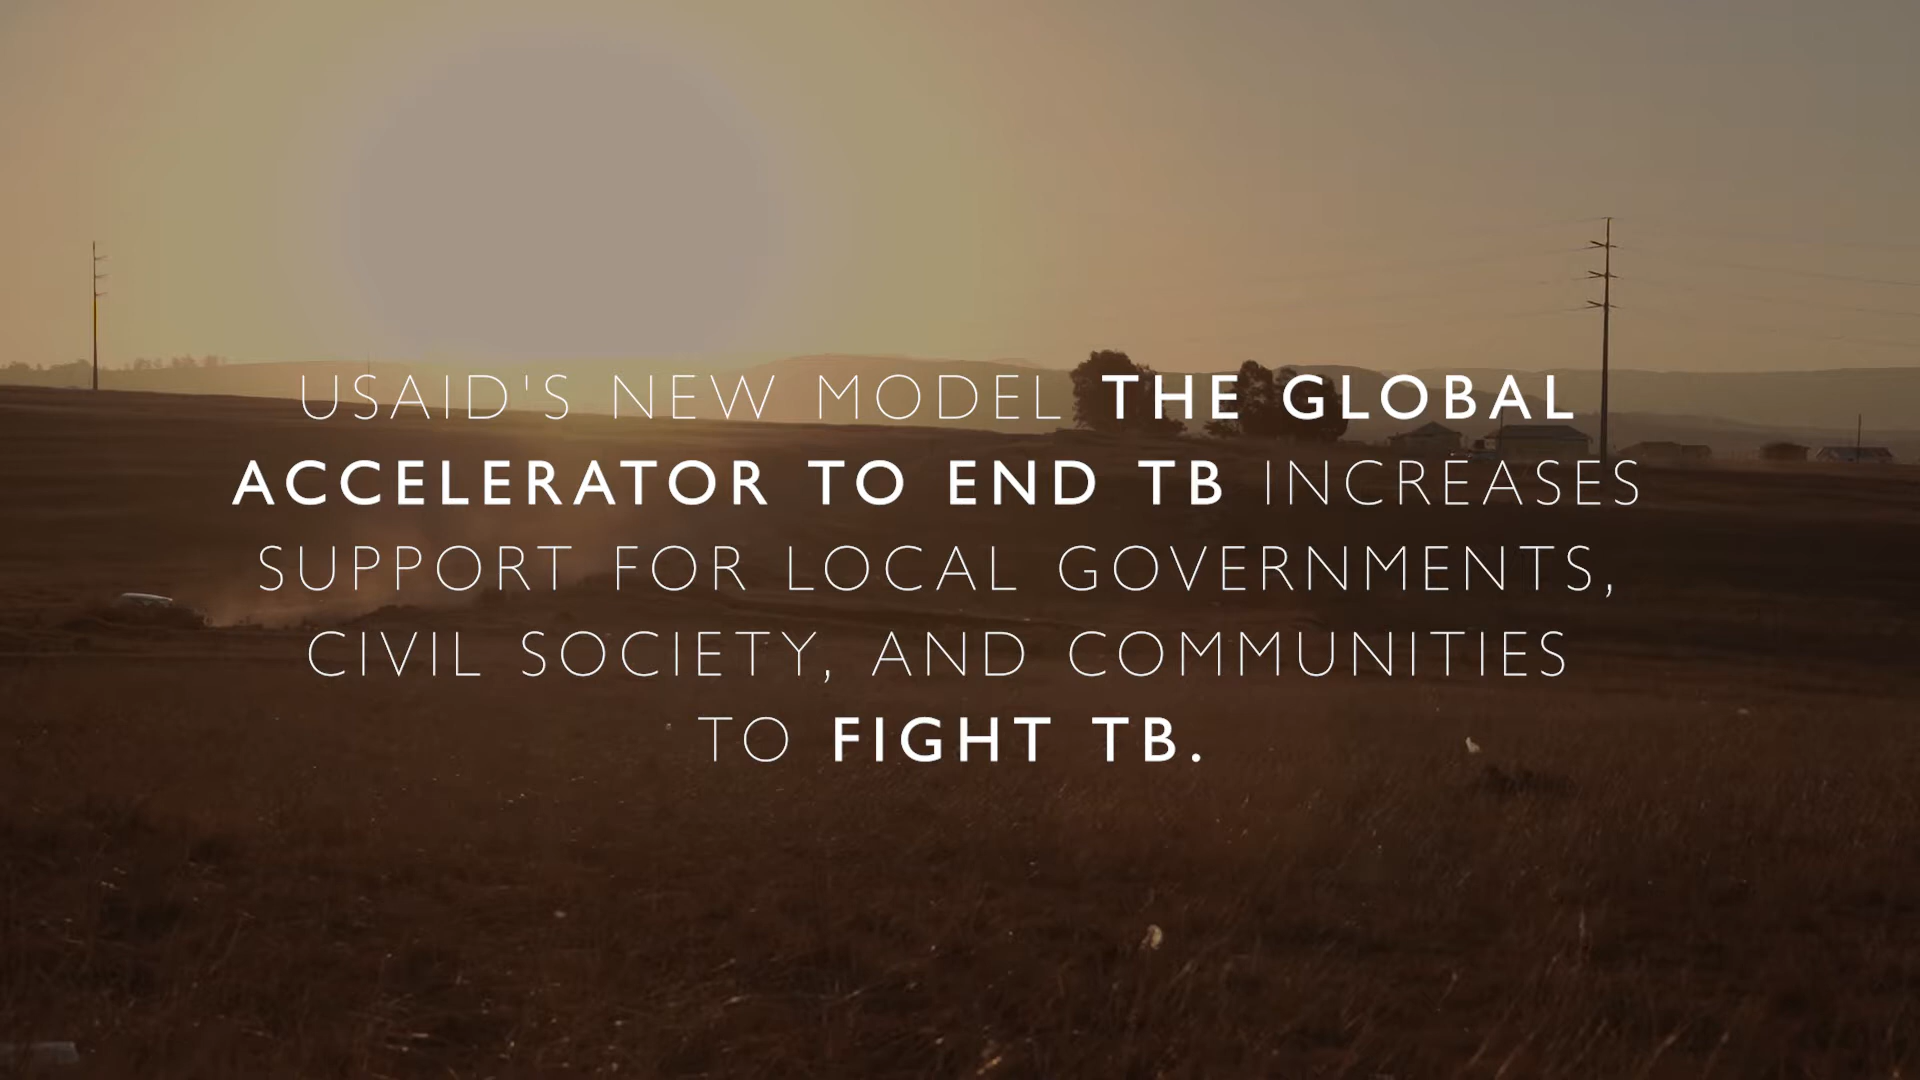 USAID'S NEW MODEL THE GLOBAL
ACCELERATOR TO END TB INCREASES
SUPPORT FOR LOCAL GOVERNMENTS,
CIVIL SOCIETY, AND COMMUNITIES
TO FIGHT TB.